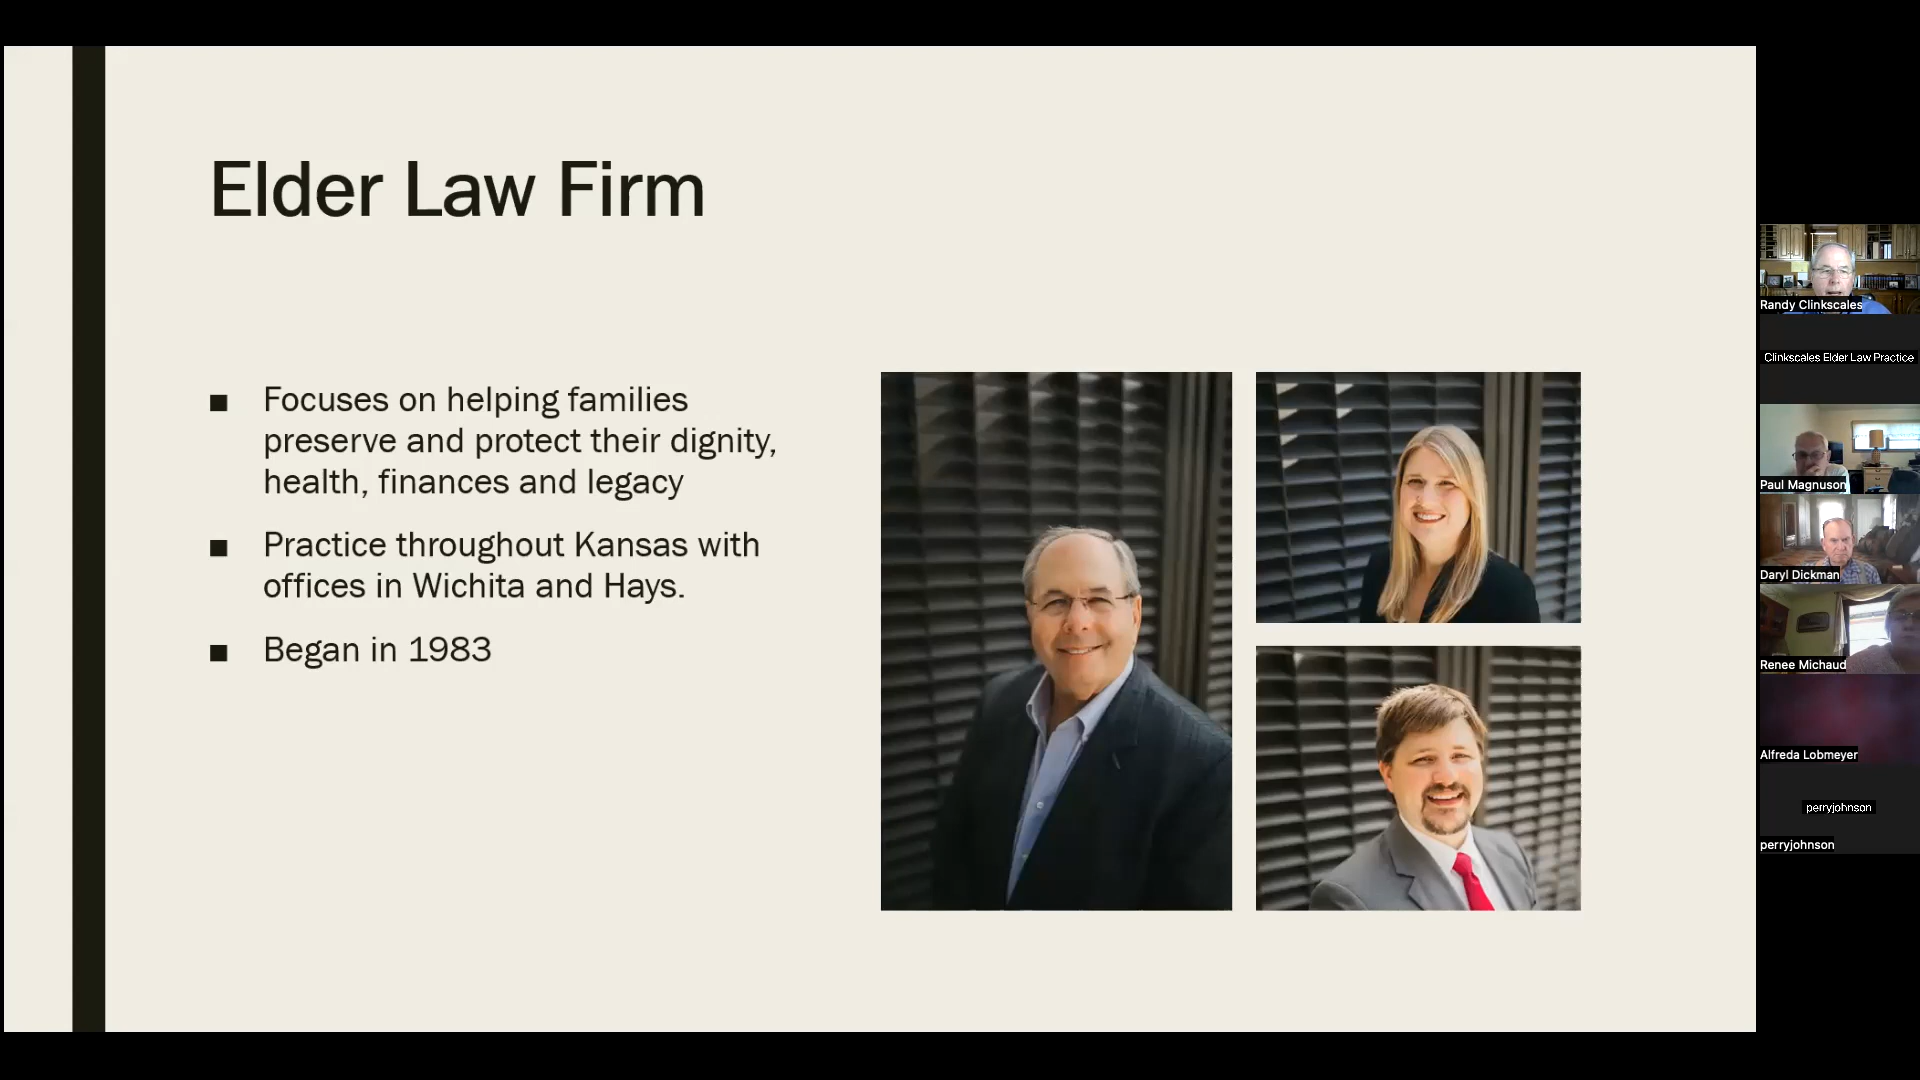 Elder Law Firm
■ Focuses on helping families
preserve and protect their dignity,
health, finances and legacy
■ Practice throughout Kansas with
offices in Wichita and Hays.
■ Began in 1983
Randy Clinkscales
Clinkscales Elder Law Practice
Paul Magnuson
Daryl Dickman
Renee Michaud
Alfreda Lobmeyer
perryjohnson
perryjohnson